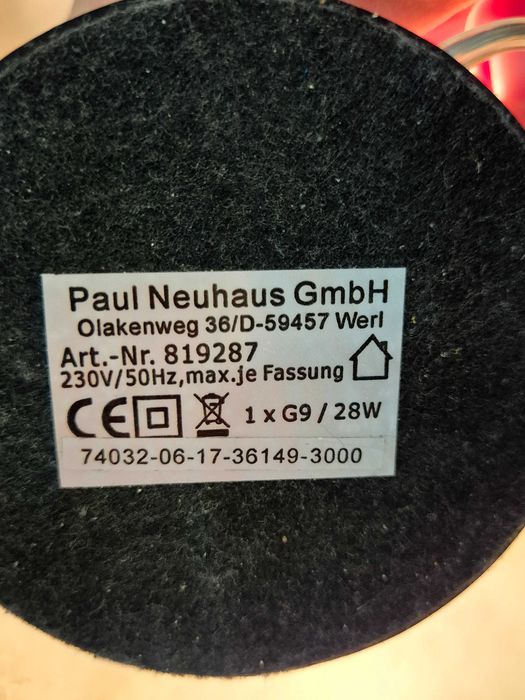 Paul Neuhaus GmbH
Olakenweg 36/D-59457 Werl
Art.-Nr. 819287
230V/50Hz,max.je Fassung
CE 1 x G9 / 28W
74032-06-17-36149-3000